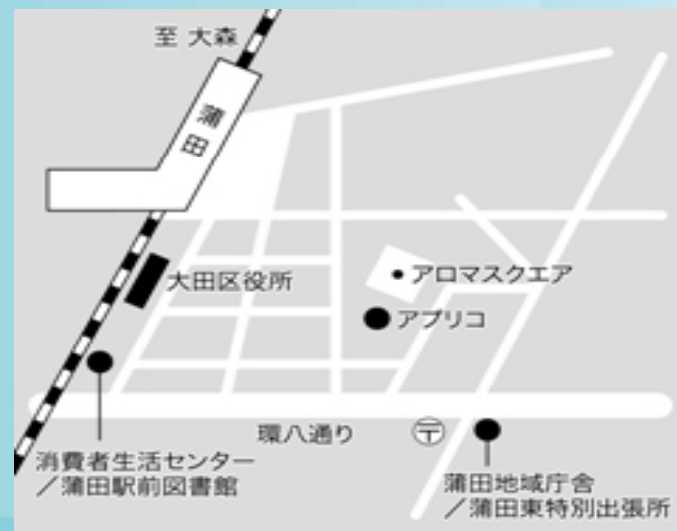 至 大森
蒲田
大田区役所
アロマスクエア
アプリコ
環八通り
〒
消費者生活センター
／蒲田駅前図書館
蒲田地域庁舎
／蒲田東特別出張所